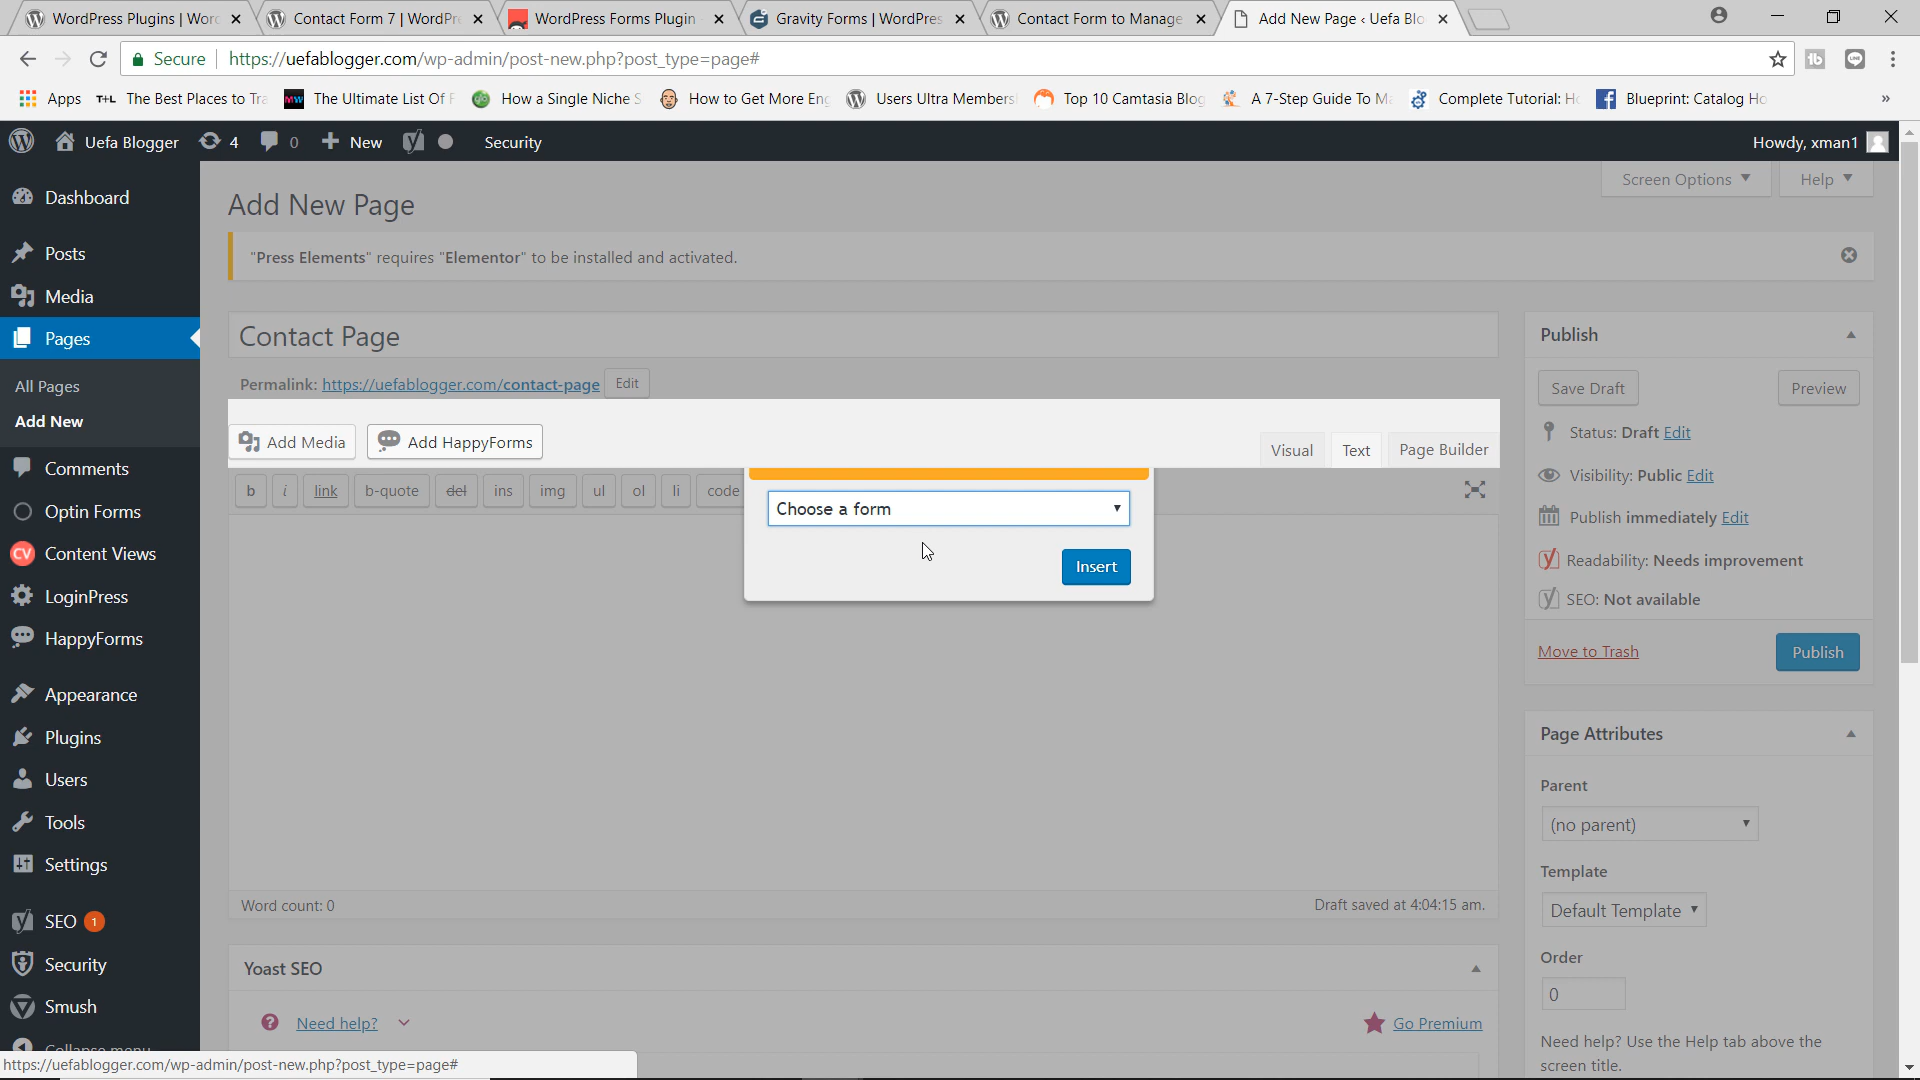 WordPress Plugins | Wor
Contact Form 7 | WordPr
WordPress Forms Plugin
Gravity Forms | WordPres
Contact Form to Manage
Add New Page ‹ Uefa Blo
Secure
https://uefablogger.com/wp-admin/post-new.php?post_type=page#
Apps
T+L The Best Places to Tra
MW The Ultimate List Of F
How a Single Niche S
How to Get More Eng
Users Ultra Members
Top 10 Camtasia Blog
A 7-Step Guide To Ma
Complete Tutorial: H
Blueprint: Catalog Ho
»
Uefa Blogger
4
0
New
Security
Howdy, xman1
Dashboard
Posts
Media
Pages
All Pages
Add New
Comments
Optin Forms
CV Content Views
LoginPress
HappyForms
Appearance
Plugins
Users
Tools
Settings
SEO 1
Security
Smush
Collapse menu
Screen Options
Help
Add New Page
"Press Elements" requires "Elementor" to be installed and activated.
Contact Page
Permalink: https://uefablogger.com/contact-page Edit
Add Media
Add HappyForms
Visual
Text
Page Builder
b
i
link
b-quote
del
ins
img
ul
ol
li
code
Choose a form
Insert
Word count: 0
Draft saved at 4:04:15 am.
Yoast SEO
Need help?
Go Premium
Publish
Save Draft
Preview
Status: Draft Edit
Visibility: Public Edit
Publish immediately Edit
Readability: Needs improvement
SEO: Not available
Move to Trash
Publish
Page Attributes
Parent
(no parent)
Template
Default Template
Order
0
Need help? Use the Help tab above the
screen title.
https://uefablogger.com/wp-admin/post-new.php?post_type=page#